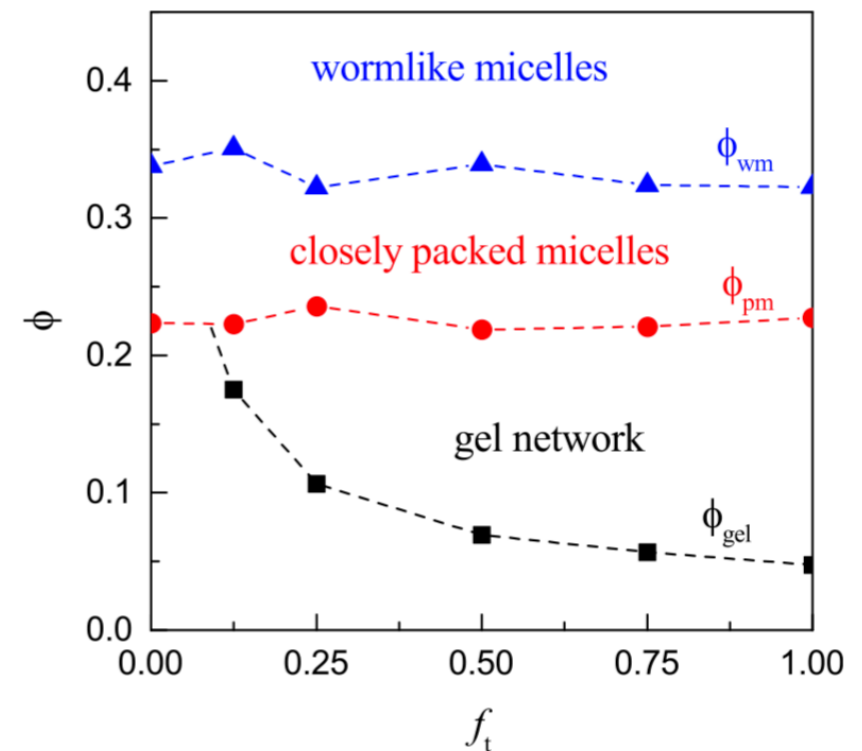 0.4
0.3
0.2
0.1
0.0
ϕ
wormlike micelles
ϕwm
closely packed micelles
ϕpm
gel network
ϕgel
0.00 0.25 0.50 0.75 1.00
ft